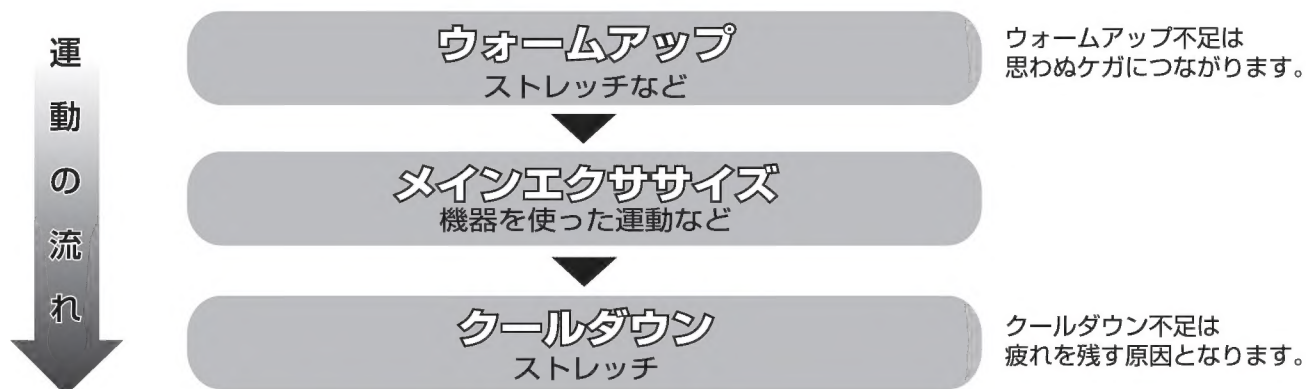 運動の流れ
ウォームアップ
ストレッチなど
ウォームアップ不足は
思わぬケガにつながります。
メインエクササイズ
機器を使った運動など
クールダウン
ストレッチ
クールダウン不足は
疲れを残す原因となります。